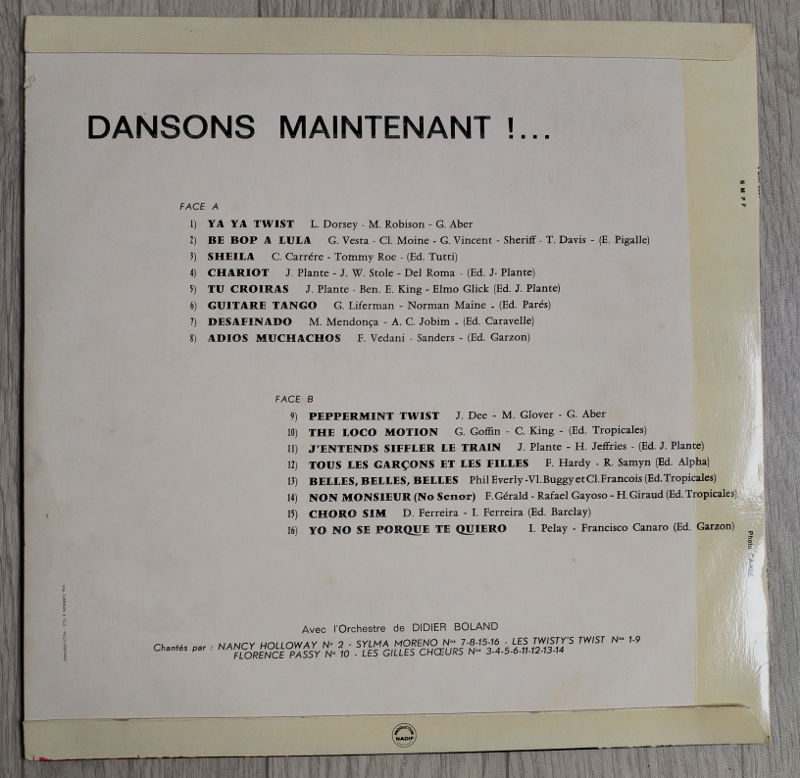 DANSONS MAINTENANT !...
NMPP
FACE A
1) YA YA TWIST L. Dorsey - M. Robison - G. Aber
2) BE BOP A LULA G. Vesta - Cl. Moine - G. Vincent - Sheriff - T. Davis - (E. Pigalle)
3) SHEILA C. Carrére - Tommy Roe - (Ed. Tutti)
4) CHARIOT J. Plante - J. W. Stole - Del Roma - (Ed. J. Plante)
5) TU CROIRAS J. Plante - Ben. E. King - Elmo Glick (Ed. J. Plante)
6) GUITARE TANGO G. Liferman - Norman Maine - (Ed. Parés)
7) DESAFINADO M. Mendonça - A. C. Jobim - (Ed. Caravelle)
8) ADIOS MUCHACHOS F. Vedani - Sanders - (Ed. Garzon)
FACE B
9) PEPPERMINT TWIST J. Dee - M. Glover - G. Aber
10) THE LOCO MOTION G. Goffin - C. King - (Ed. Tropicales)
11) J'ENTENDS SIFFLER LE TRAIN J. Plante - H. Jeffries - (Ed. J. Plante)
12) TOUS LES GARÇONS ET LES FILLES F. Hardy - R. Samyn (Ed. Alpha)
13) BELLES, BELLES, BELLES Phil Everly - Vl. Buggy et Cl. Francois (Ed. Tropicales)
14) NON MONSIEUR (No Senor) F. Gérald - Rafael Gayoso - H. Giraud (Ed. Tropicales)
15) CHORO SIM D. Ferreira - I. Ferreira (Ed. Barclay)
16) YO NO SE PORQUE TE QUIERO I. Pelay - Francisco Canaro (Ed. Garzon)
Photo
Avec l'Orchestre de DIDIER BOLAND
Chantés par : NANCY HOLLOWAY N° 2 - SYLMA MORENO Nos 7-8-15-16 - LES TWISTY'S TWIST Nos 1-9
FLORENCE PASSY N° 10 - LES GILLES CHŒURS Nos 3-4-5-6-11-12-13-14
PRODUCTION
NADIF